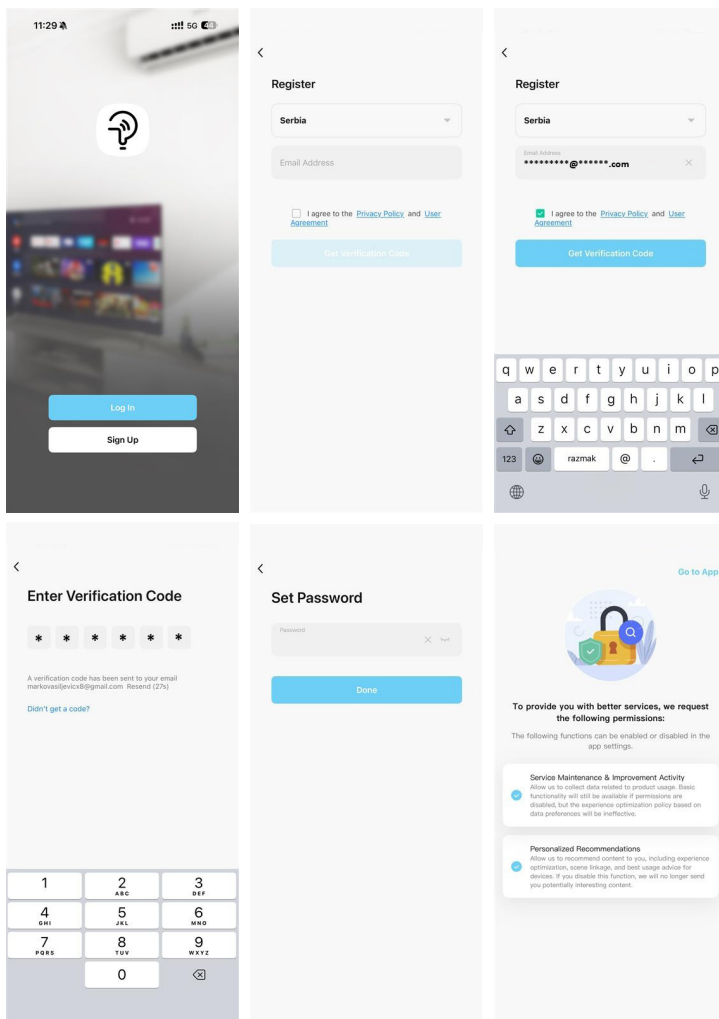 11:29
5G 44
Log In
Sign Up
Register
Serbia
Email Address
I agree to the Privacy Policy and User
Agreement
Get Verification Code
Register
Serbia
Email Address
*********@******.com
I agree to the Privacy Policy and User
Agreement
Get Verification Code
q w e r t y u i o p
a s d f g h j k l
z x c v b n m
123 razmak @ .
Enter Verification Code
* * * * * *
A verification code has been sent to your email
markovasiljevicx8@gmail.com Resend (27s)
Didn't get a code?
1 2 3
ABC DEF
4 5 6
GHI JKL MNO
7 8 9
PQRS TUV WXYZ
0
Set Password
Password
Done
Go to App
To provide you with better services, we request
the following permissions:
The following functions can be enabled or disabled in the
app settings.
Service Maintenance & Improvement Activity
Allow us to collect data related to product usage. Basic
functionality will still be available if permissions are
disabled, but the experience optimization policy based on
data preferences will be ineffective.
Personalized Recommendations
Allow us to recommend content to you, including experience
optimization, scene linkage, and best usage advice for
devices. If you disable this function, we will no longer send
you potentially interesting content.